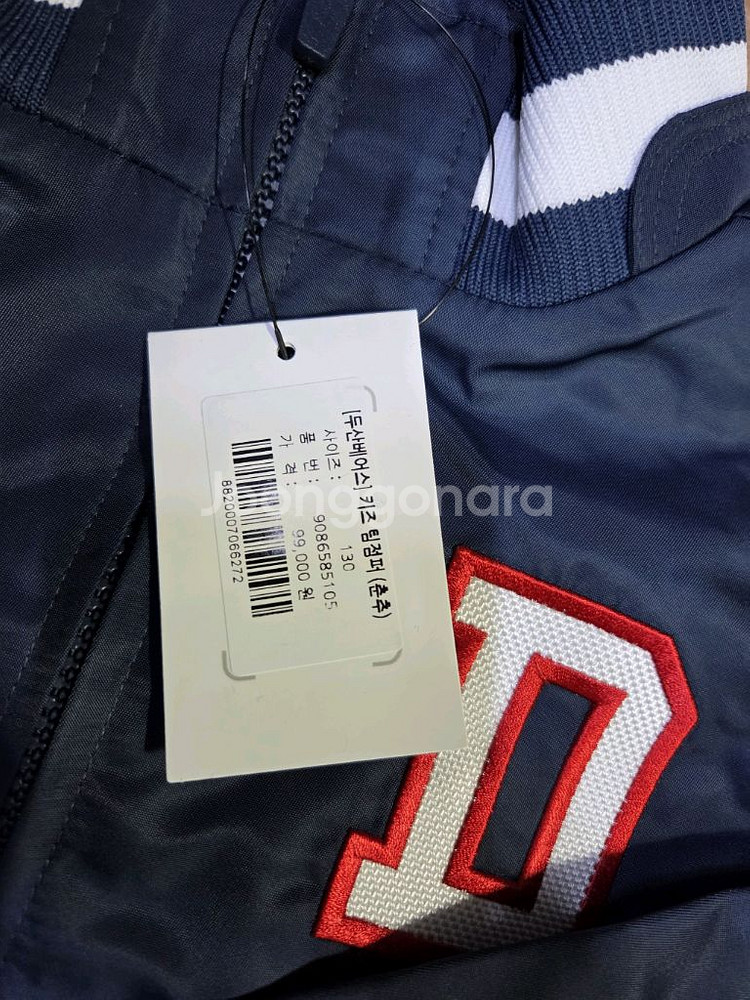 [두산베어스] 키즈 팀점퍼 (춘추)
사이즈 : 130
품 번 : 9086585105
가 격 : 99,000 원
8820007066272
Joonggonara
D